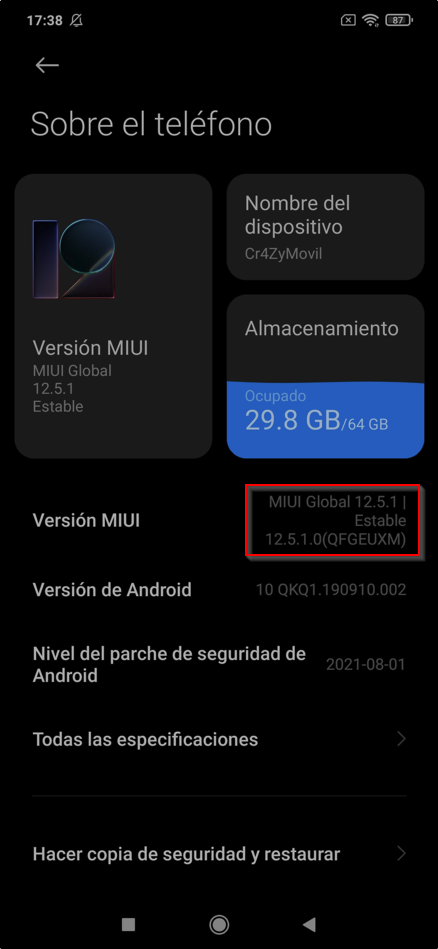 17:38
87
Sobre el teléfono
12
Versión MIUI
MIUI Global
12.5.1
Estable
Nombre del
dispositivo
Cr4ZyMovil
Almacenamiento
Ocupado
29.8 GB/64 GB
Versión MIUI
MIUI Global 12.5.1 |
Estable
12.5.1.0(QFGEUXM)
Versión de Android
10 QKQ1.190910.002
Nivel del parche de seguridad de
Android
2021-08-01
Todas las especificaciones
Hacer copia de seguridad y restaurar